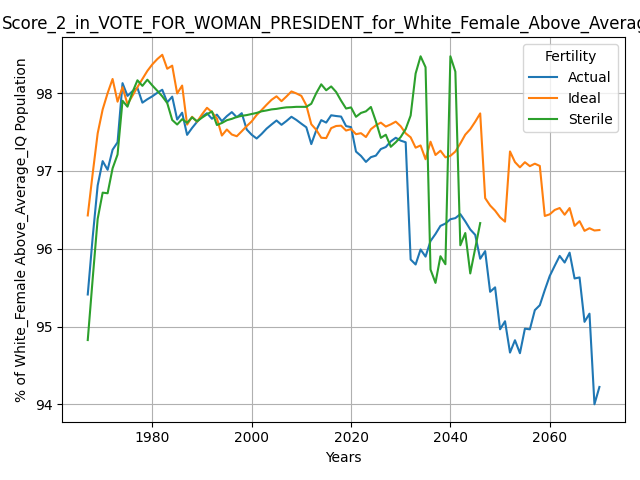 Score_2_in_VOTE_FOR_WOMAN_PRESIDENT_for_White_Female_Above_Averag
% of White_Female Above_Average_IQ Population
98
97
96
95
94
1980
2000
2020
2040
2060
Years
Fertility
Actual
Ideal
Sterile